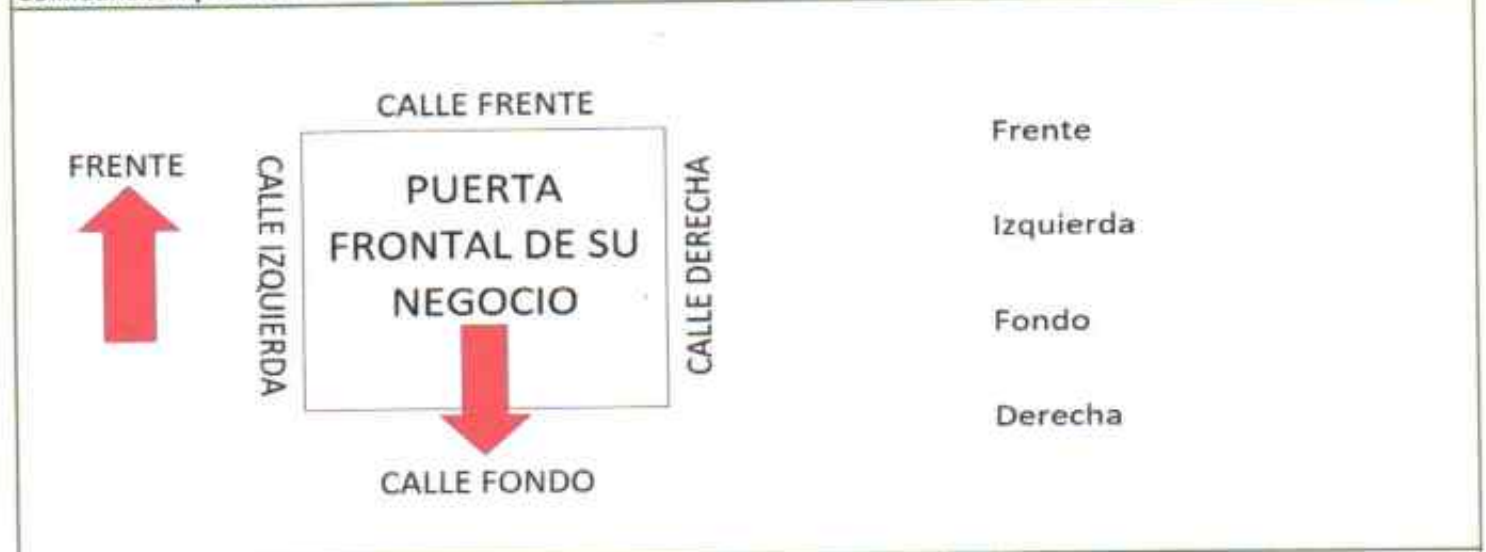 CALLE FRENTE
FRENTE
CALLE IZQUIERDA
PUERTA
FRONTAL DE SU
NEGOCIO
CALLE DERECHA
CALLE FONDO
Frente
Izquierda
Fondo
Derecha